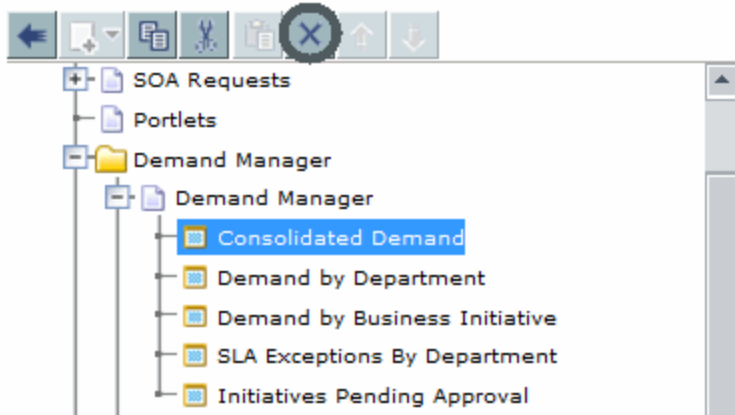 SOA Requests
Portlets
Demand Manager
Demand Manager
Consolidated Demand
Demand by Department
Demand by Business Initiative
SLA Exceptions By Department
Initiatives Pending Approval